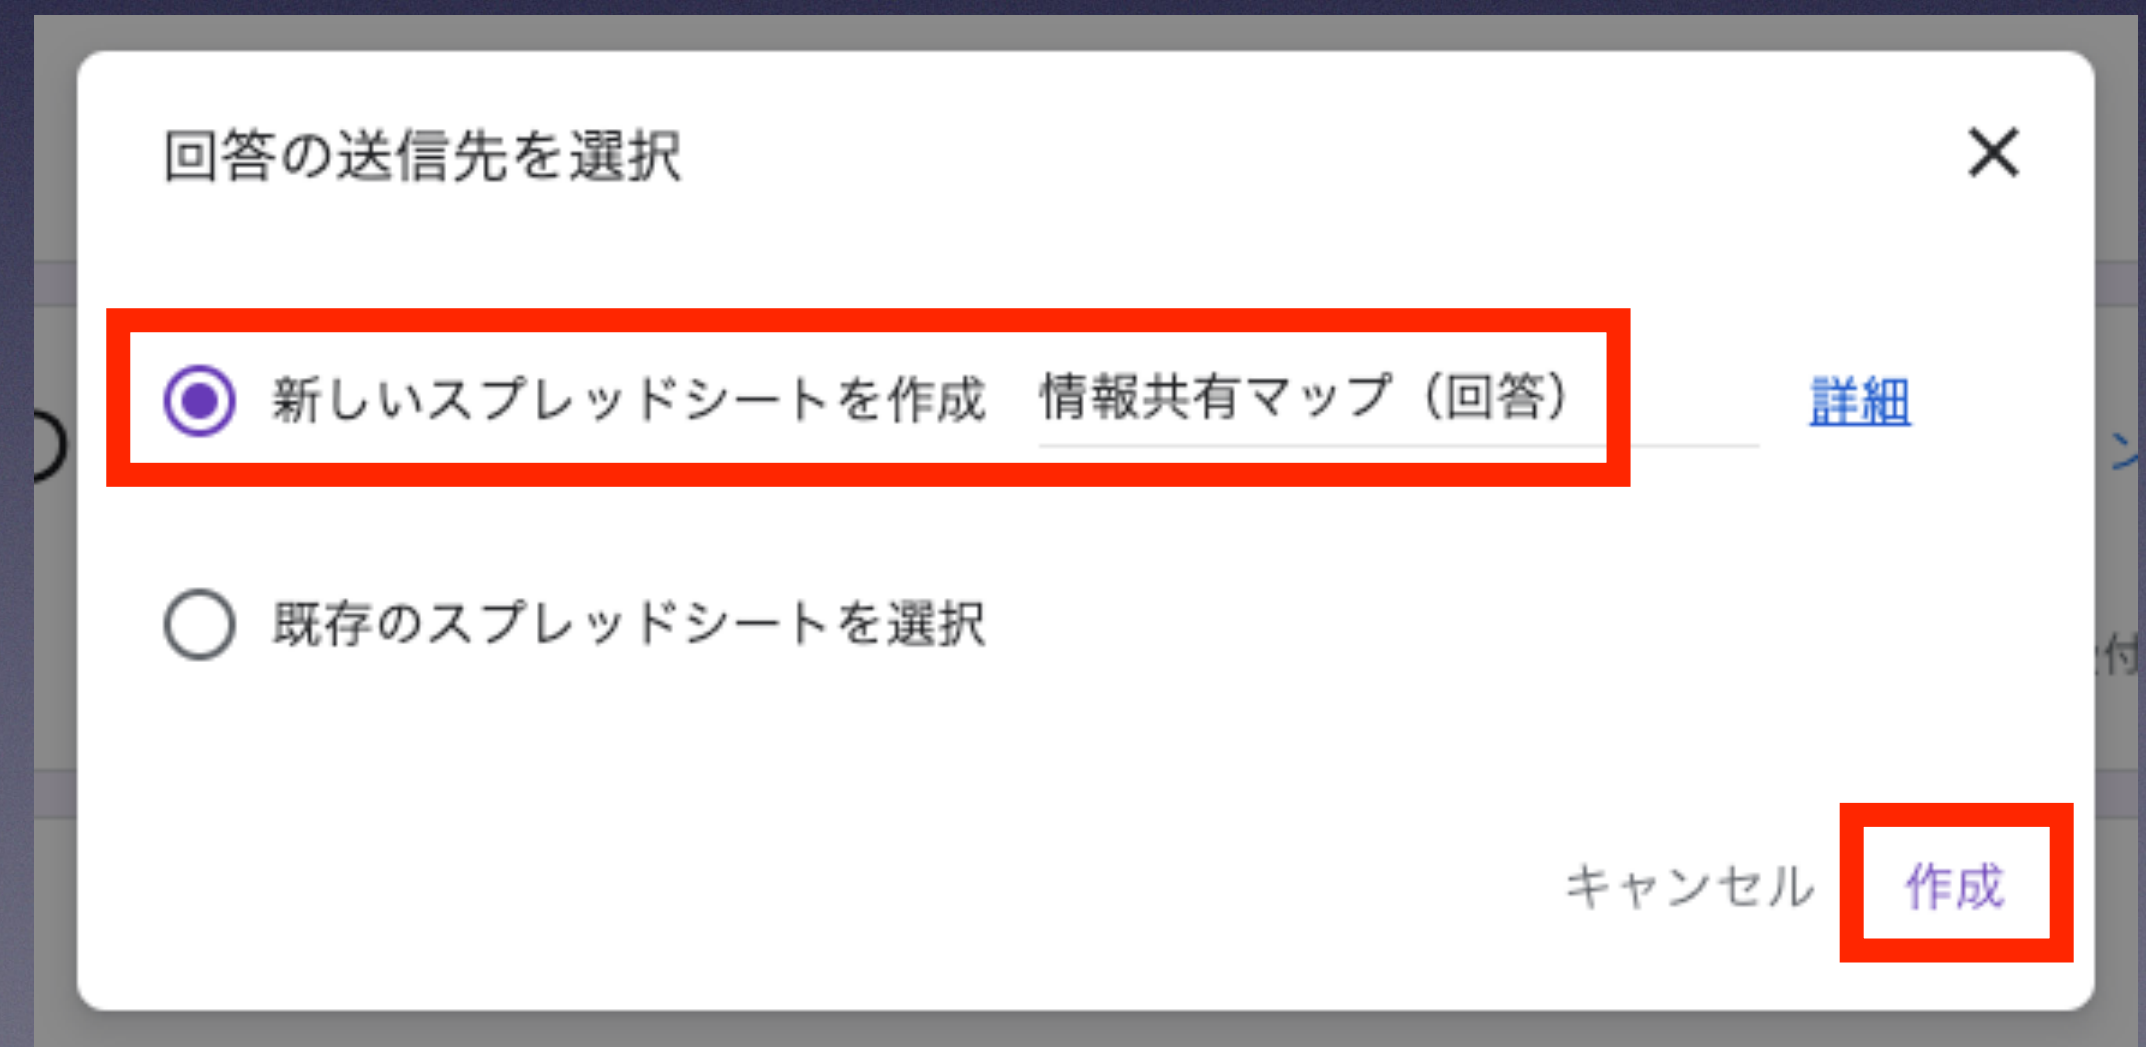 回答の送信先を選択
新しいスプレッドシートを作成 情報共有マップ（回答） 詳細
既存のスプレッドシートを選択
付
キャンセル 作成